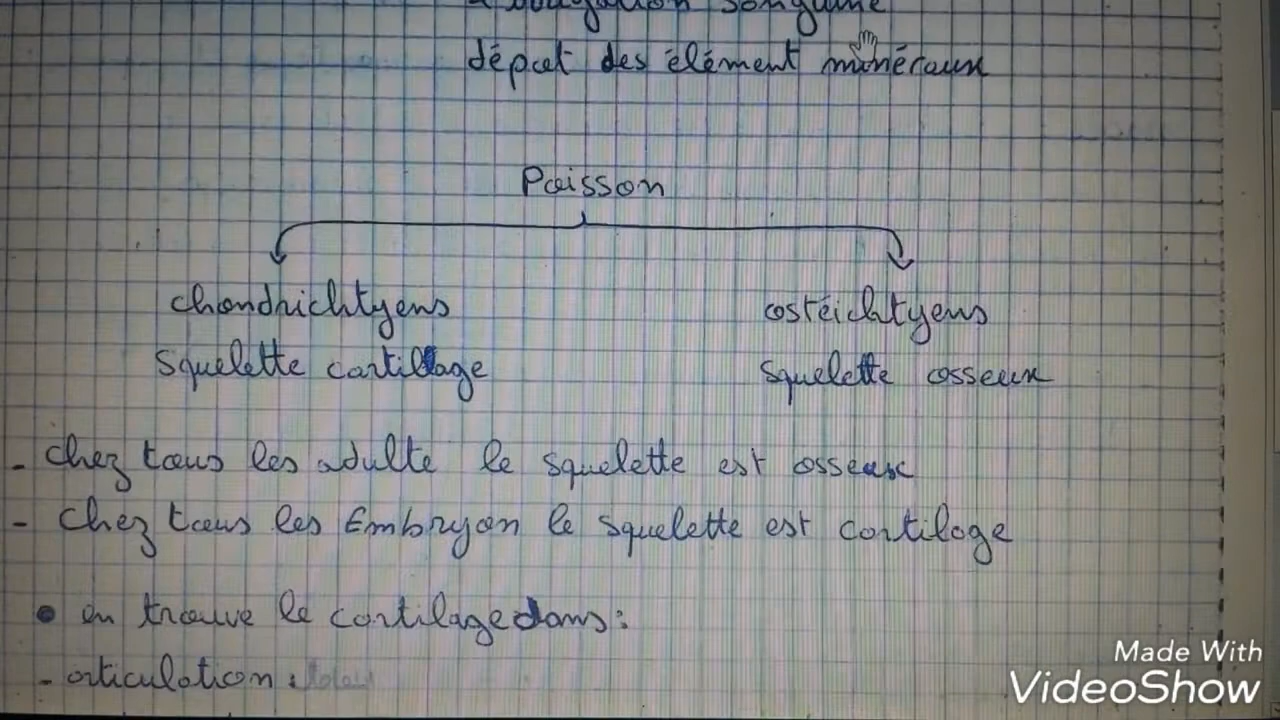 dépot des élément minéraux
Poisson
chondrichtyens
ostéichtyens
squelette cartilage
squelette osseux
- chez tous les adulte le squelette est osseux
- chez tous les Embryon le squelette est cartilage
• on trouve le cartilage dans:
- articulation :
Made With
VideoShow